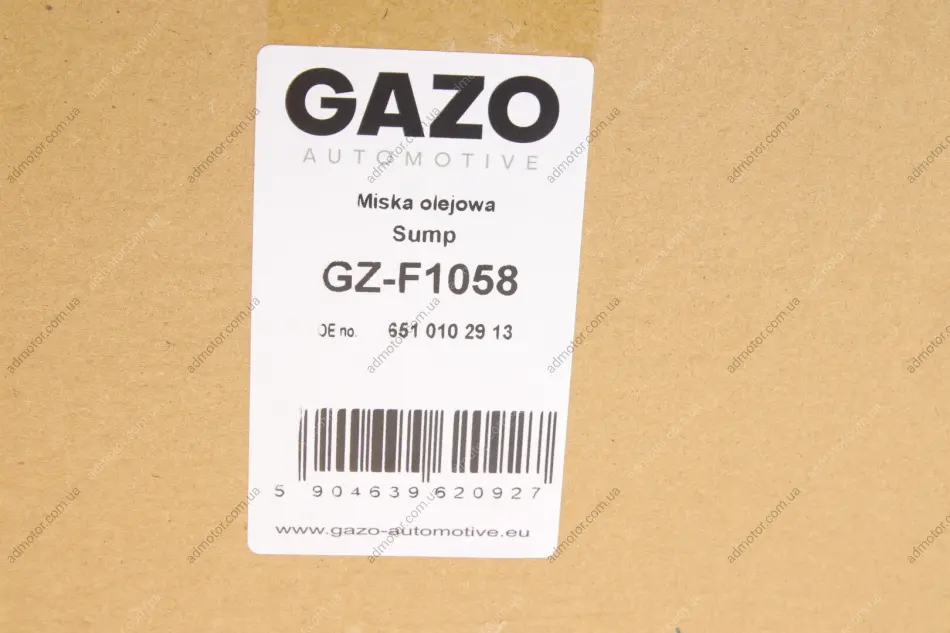 GAZO
AUTOMOTIVE
Miska olejowa
Sump
GZ-F1058
OE no. 651 010 29 13
5 904639 620927
www.gazo-automotive.eu
admotor.com.ua